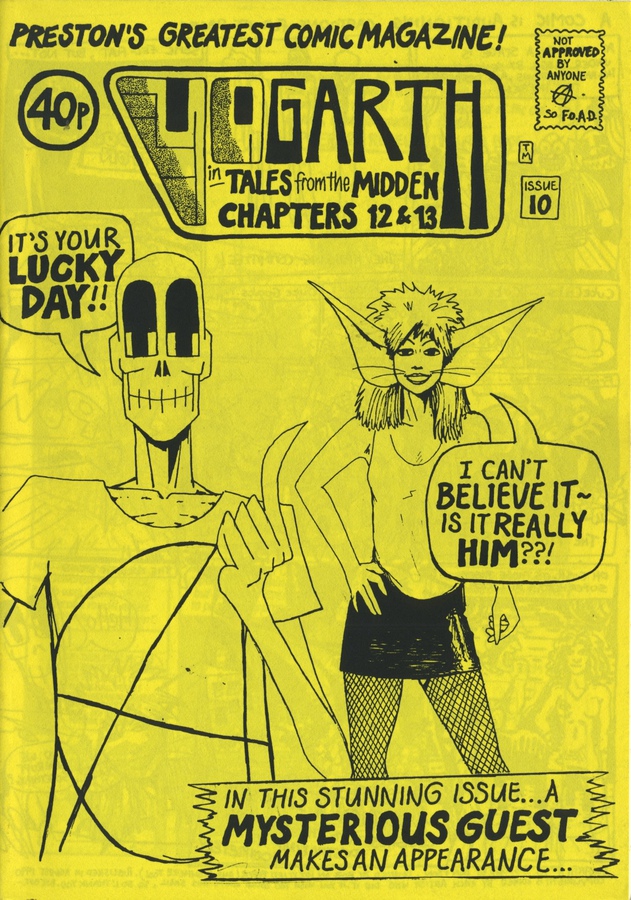 PRESTON'S GREATEST COMIC MAGAZINE!
NOT
APPROVED
BY
ANYONE
SO F.O.A.D.
40p
YOGARTH
in TALES from the MIDDEN
CHAPTERS 12 & 13
TM
ISSUE
10
IT'S YOUR
LUCKY
DAY!!
I CAN'T
BELIEVE IT~
IS IT REALLY
HIM??!
IN THIS STUNNING ISSUE...A
MYSTERIOUS GUEST
MAKES AN APPEARANCE...